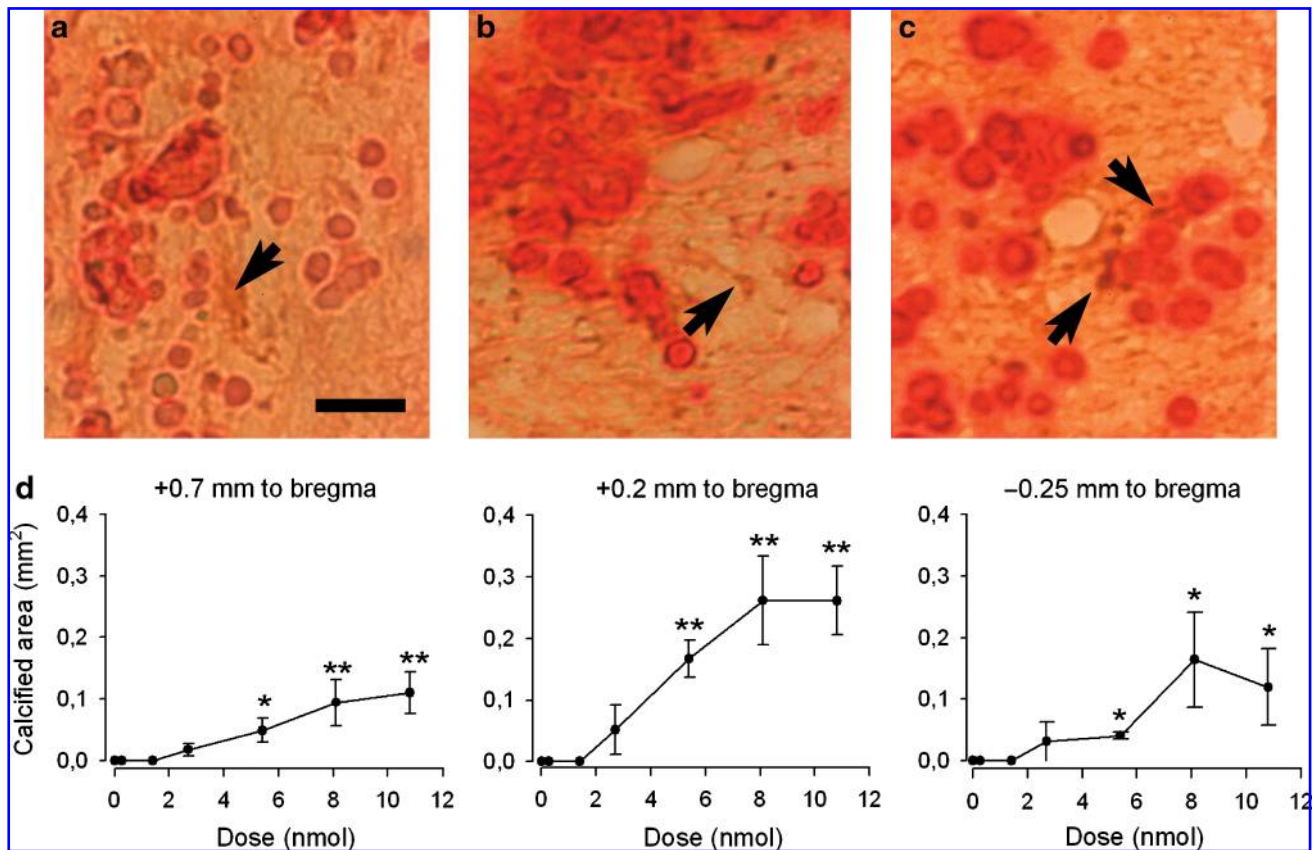 a
b
c
d
+0.7 mm to bregma
+0.2 mm to bregma
−0.25 mm to bregma
Calcified area (mm²)
0,4
0,3
0,2
0,1
0,0
* ** **
0 2 4 6 8 10 12
Dose (nmol)
0,4
0,3
0,2
0,1
0,0
** ** **
0 2 4 6 8 10 12
Dose (nmol)
0,4
0,3
0,2
0,1
0,0
* * *
0 2 4 6 8 10 12
Dose (nmol)